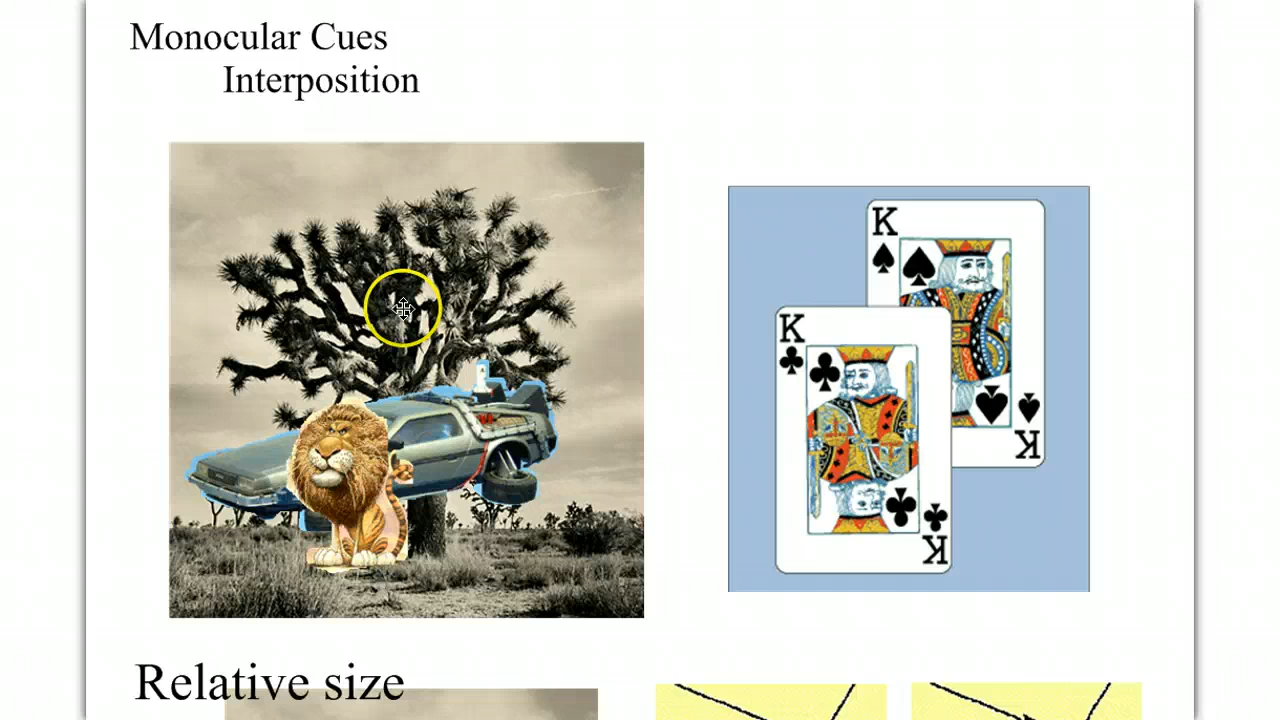 Monocular Cues
Interposition
K
K
K
K
Relative size